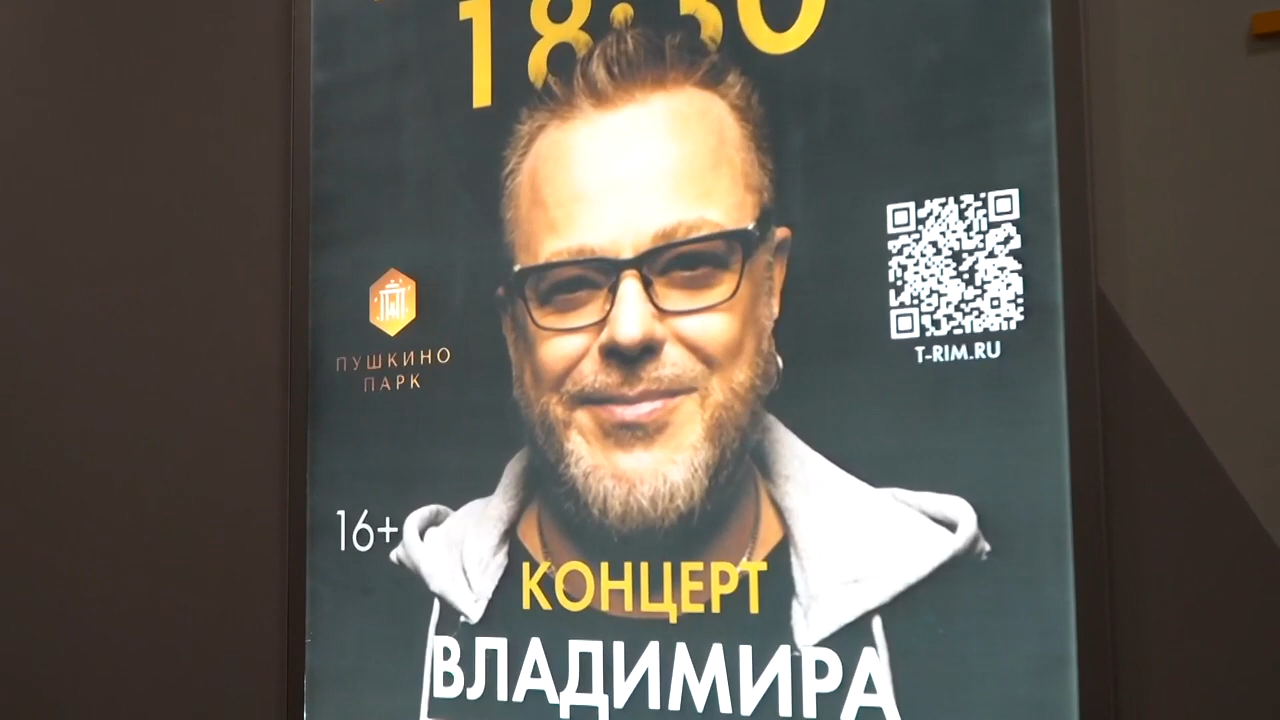 18:30
ПУШКИНО
ПАРК
T-RIM.RU
16+
КОНЦЕРТ
ВЛАДИМИРА